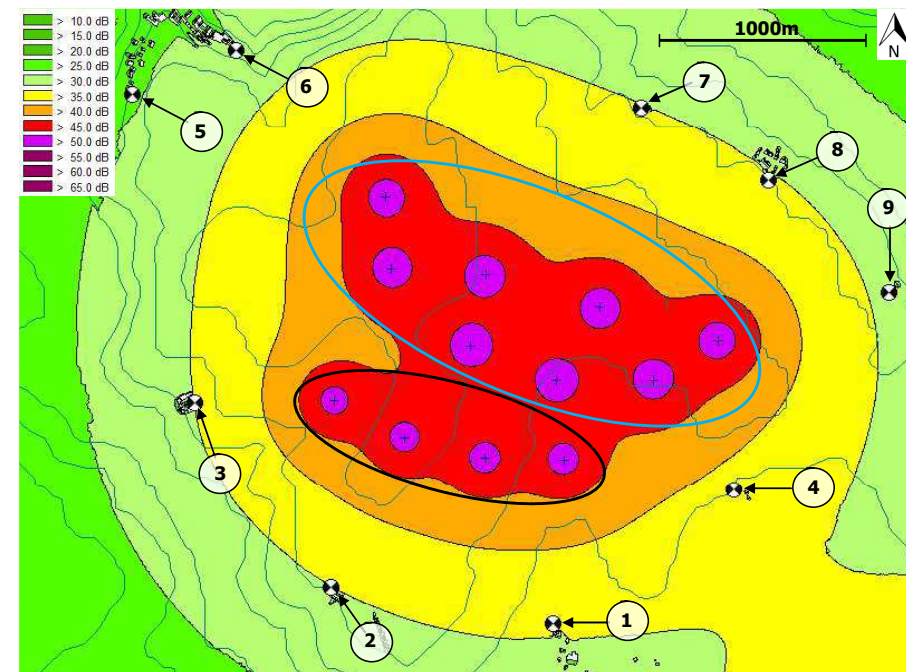 > 10.0 dB
> 15.0 dB
> 20.0 dB
> 25.0 dB
> 30.0 dB
> 35.0 dB
> 40.0 dB
> 45.0 dB
> 50.0 dB
> 55.0 dB
> 60.0 dB
> 65.0 dB
1000m
N
6
7
5
8
9
3
4
1
2